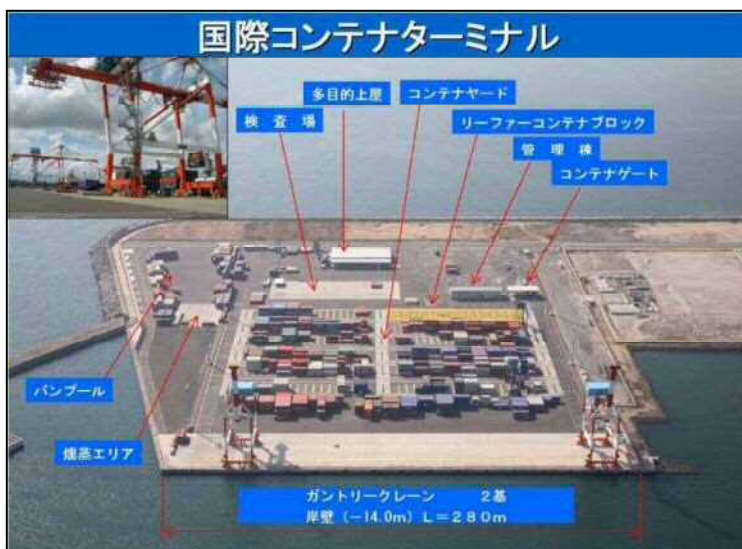 国際コンテナターミナル
多目的上屋
コンテナヤード
検 査 場
リーファーコンテナブロック
管 理 棟
コンテナゲート
バンプール
燻蒸エリア
ガントリークレーン 2基
岸壁(-14.0m)L=280m